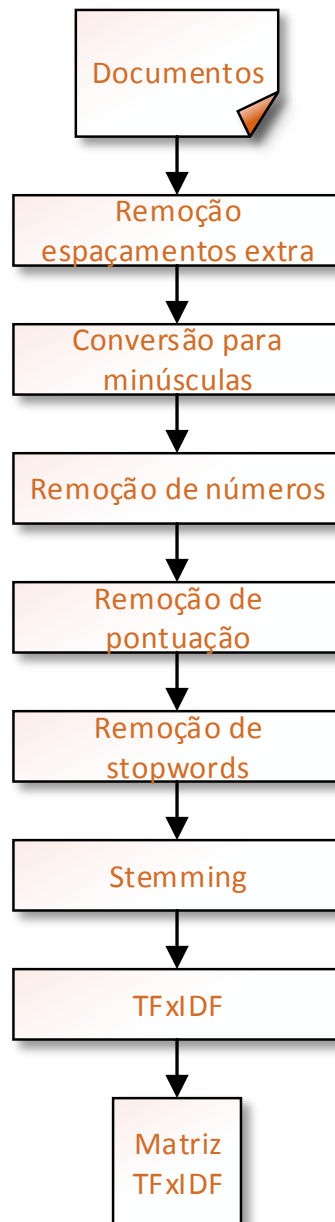 Documentos
Remoção
espaçamentos extra
Conversão para
minúsculas
Remoção de números
Remoção de
pontuação
Remoção de
stopwords
Stemming
TFxIDF
Matriz
TFxIDF